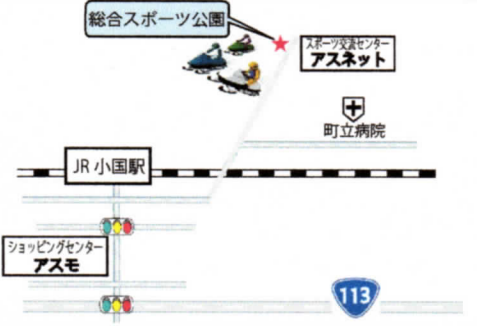 総合スポーツ公園
スポーツ交流センター
アスネット
町立病院
JR 小国駅
ショッピングセンター
アスモ
113